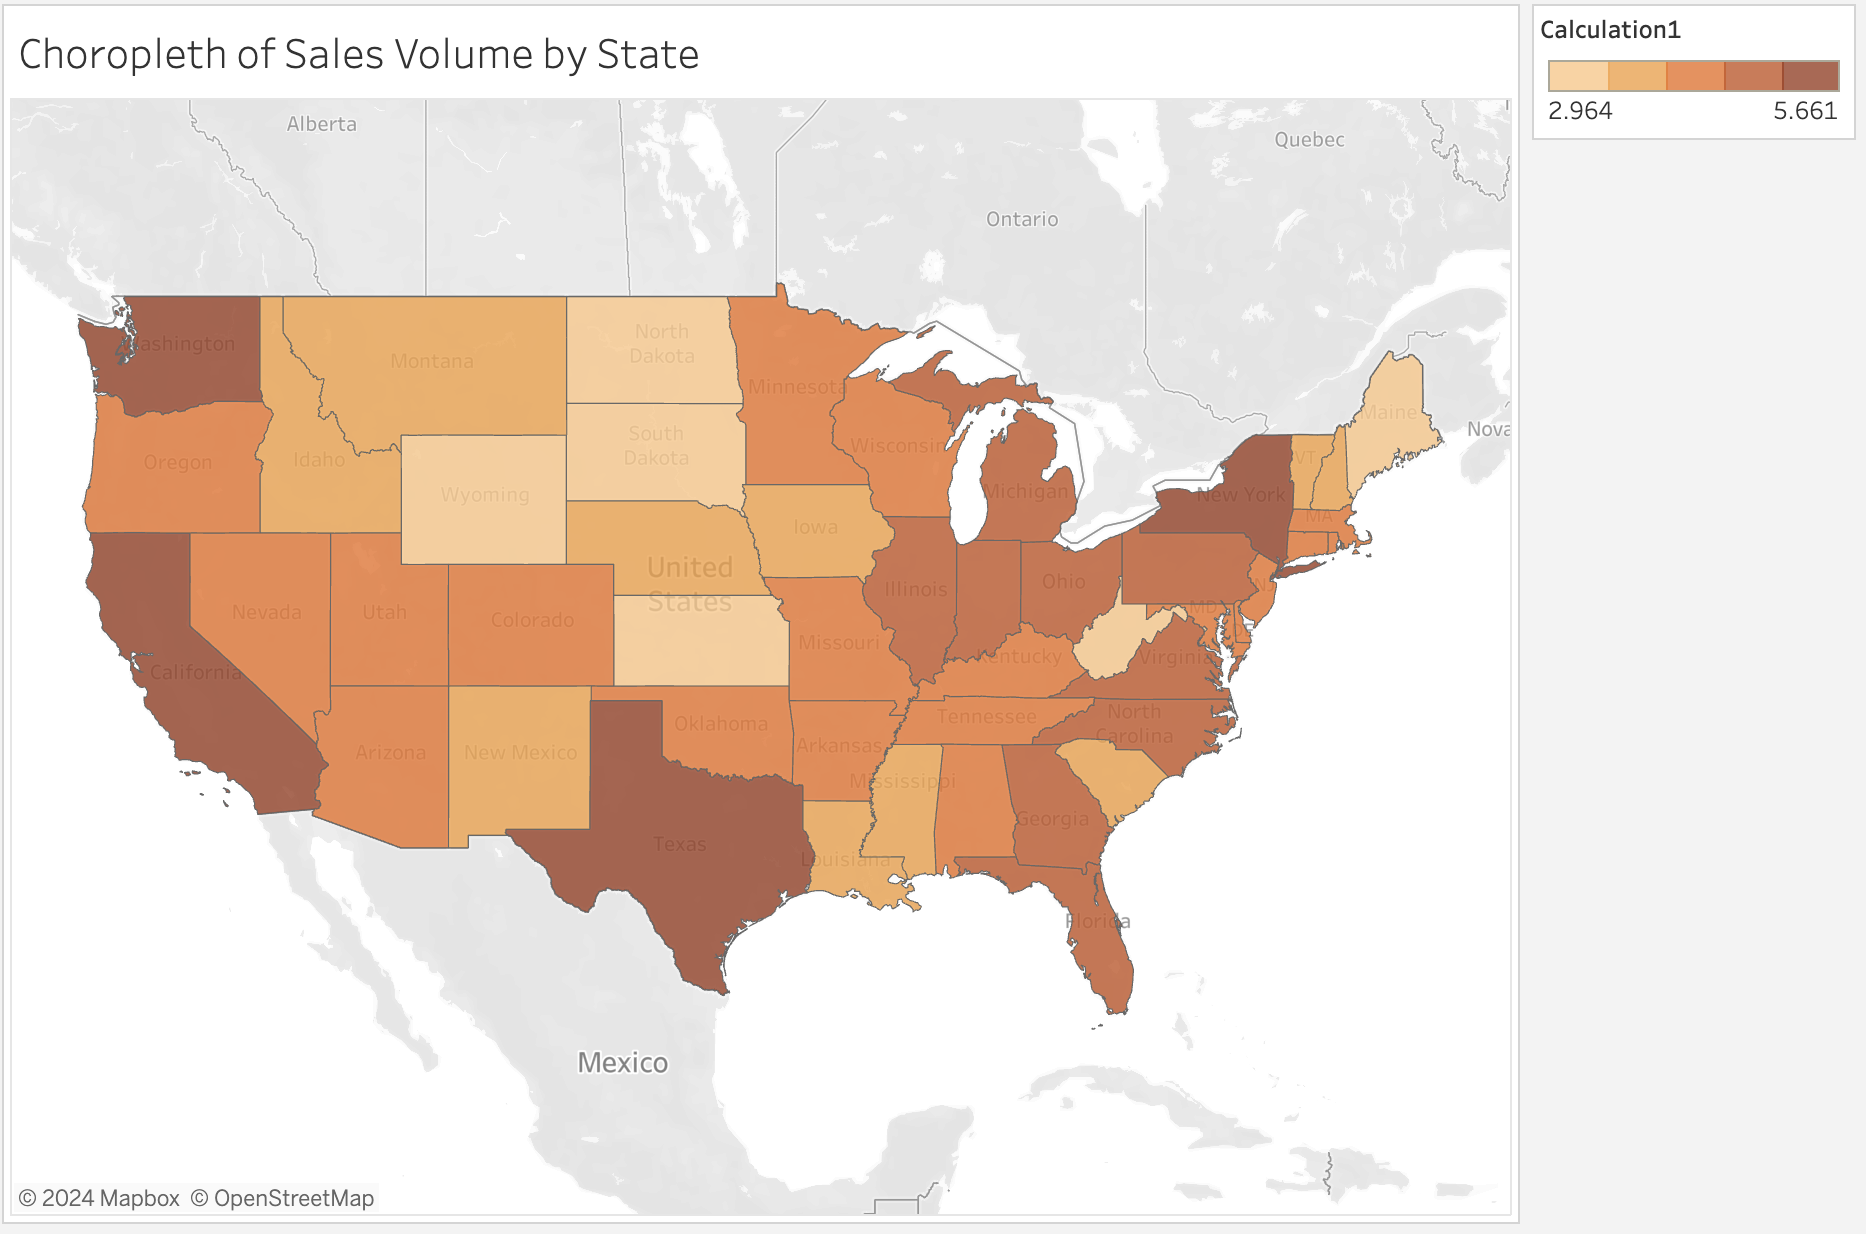 Choropleth of Sales Volume by State
Calculation1
2.964 5.661
Alberta
Quebec
Ontario
Washington
North
Dakota
Montana
Minnesota
Maine
Nova
South
Dakota
Wisconsin
Oregon
Idaho
VT
Wyoming
Michigan
New York
MA
Iowa
United
States
Ohio
Illinois
NJ
MD
Nevada
Utah
Colorado
DE
Missouri
Kentucky
Virginia
California
North
Carolina
Tennessee
Oklahoma
Arkansas
Arizona
New Mexico
Mississippi
Georgia
Texas
Louisiana
Florida
Mexico
© 2024 Mapbox © OpenStreetMap